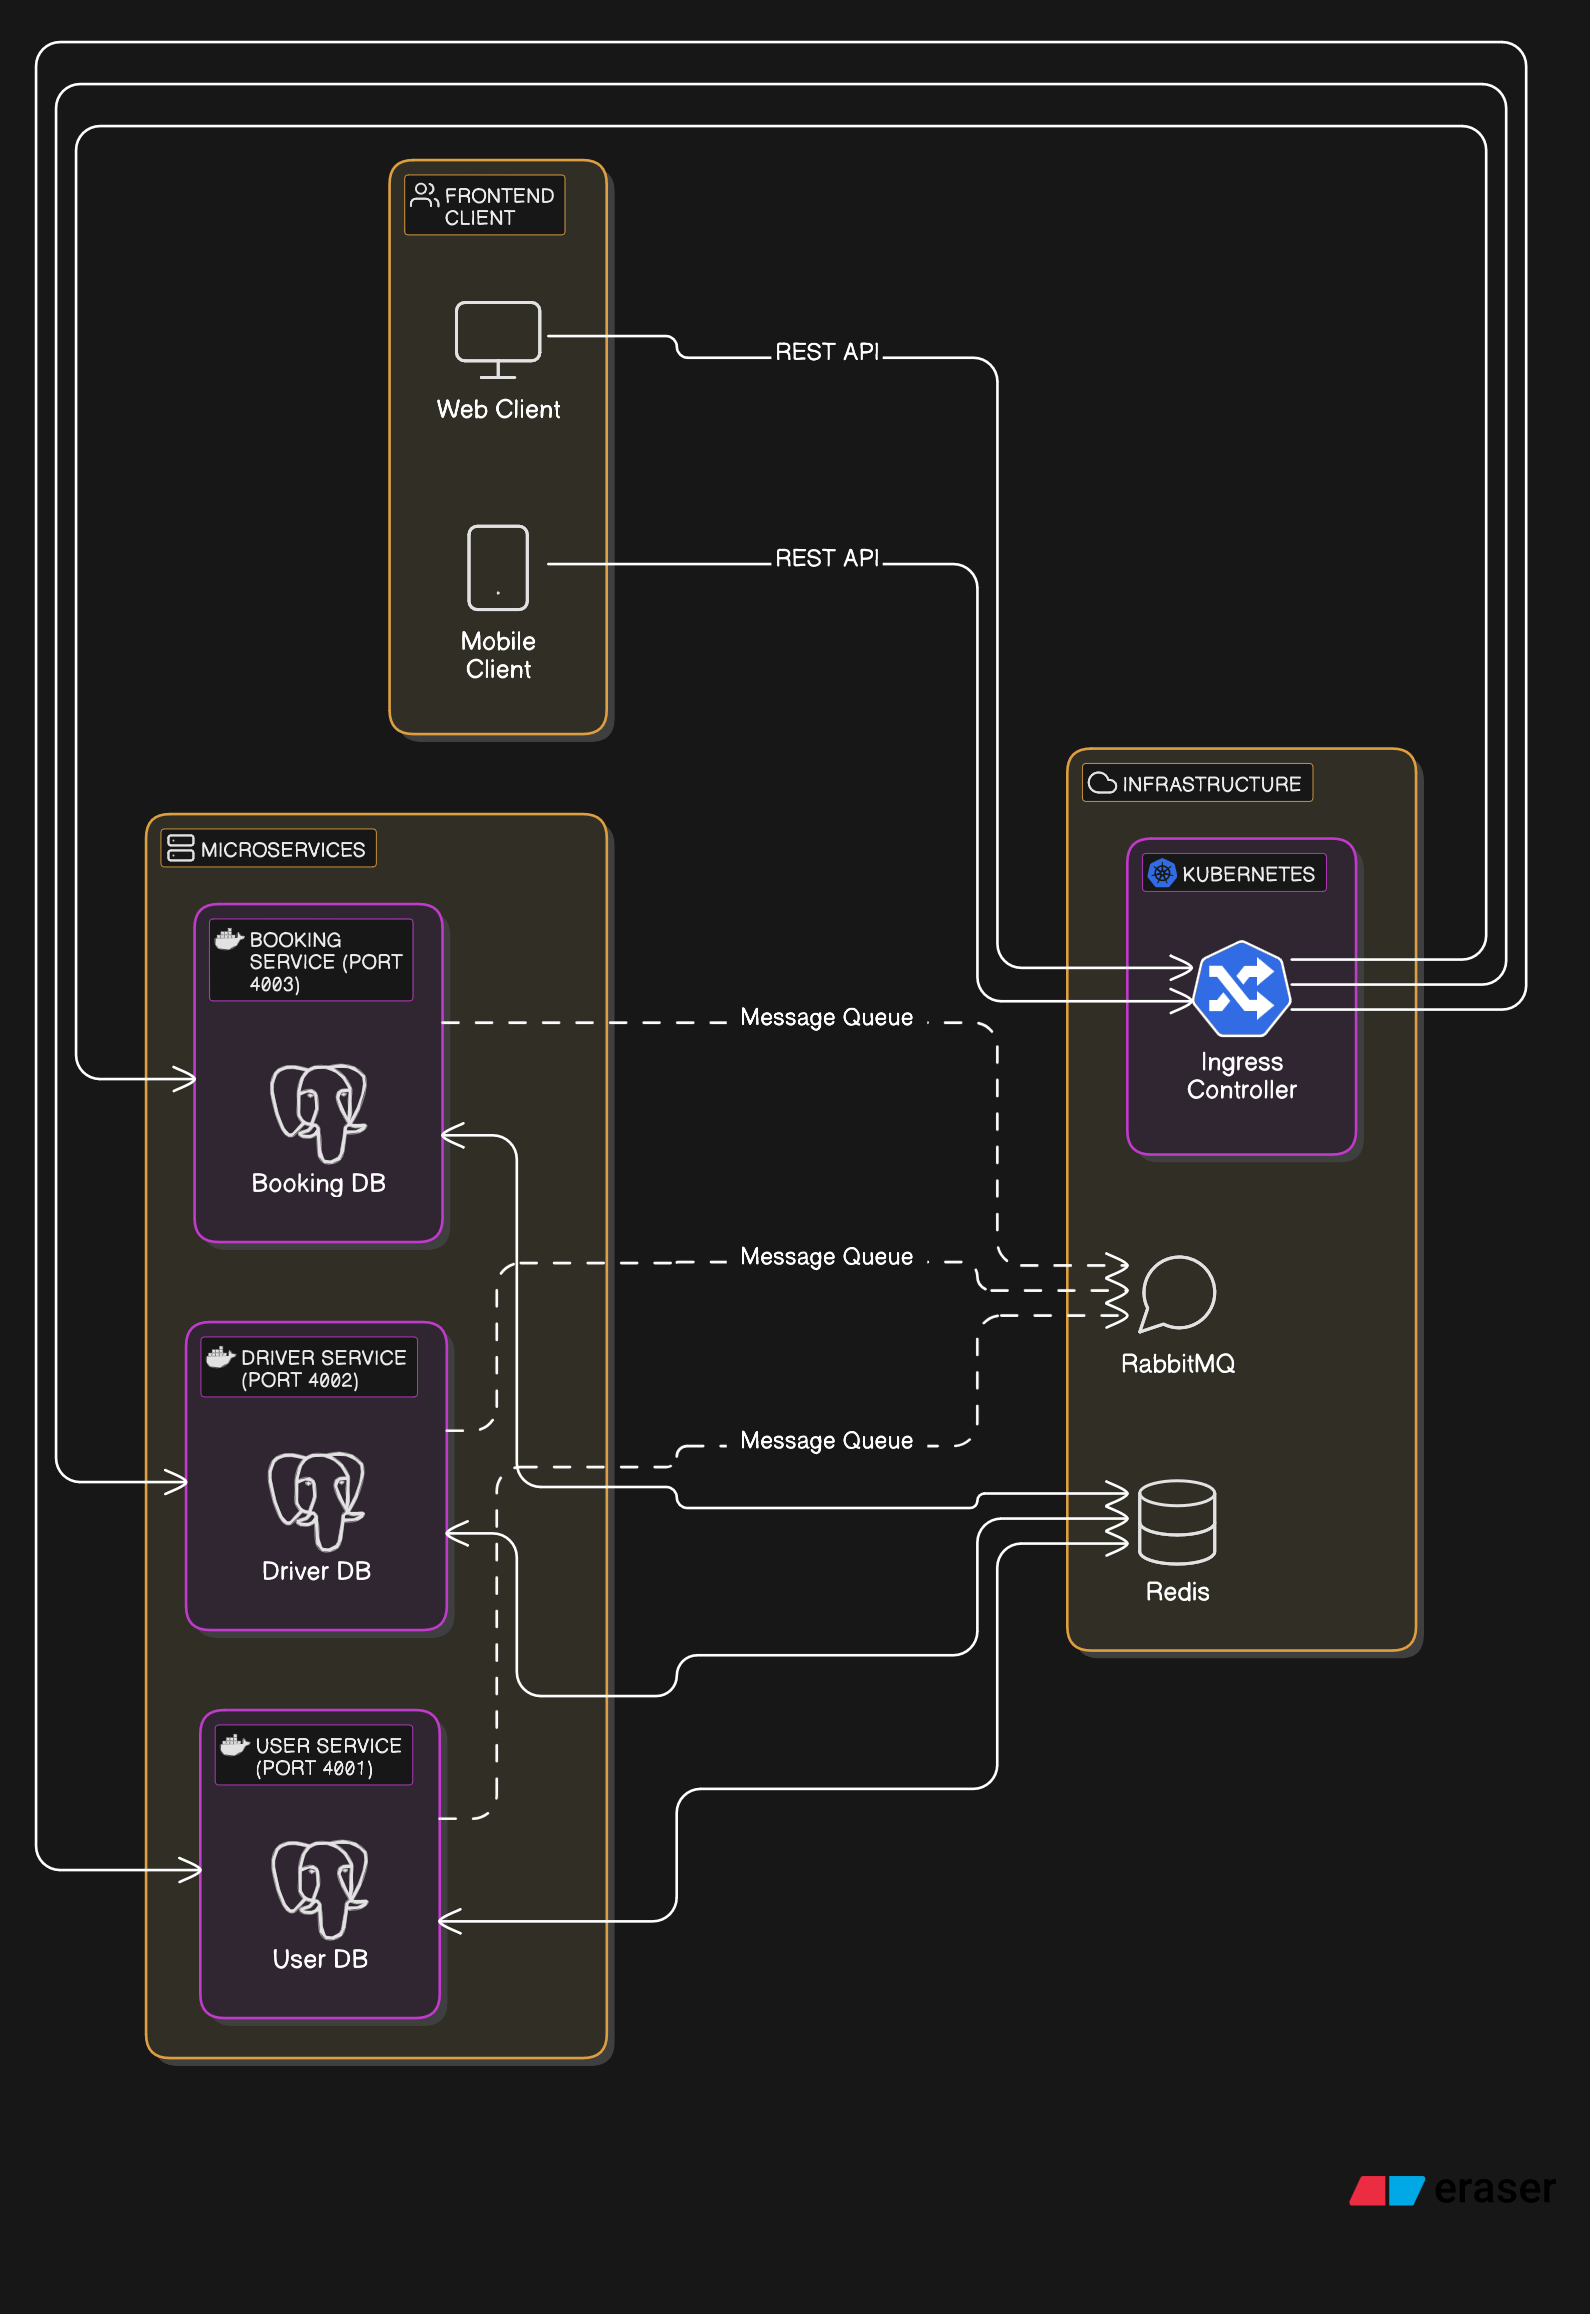 FRONTEND
CLIENT
Web Client
REST API
Mobile
Client
REST API
INFRASTRUCTURE
KUBERNETES
Ingress
Controller
MICROSERVICES
BOOKING
SERVICE (PORT
4003)
Booking DB
Message Queue
Message Queue
RabbitMQ
DRIVER SERVICE
(PORT 4002)
Driver DB
Message Queue
Redis
USER SERVICE
(PORT 4001)
User DB
eraser